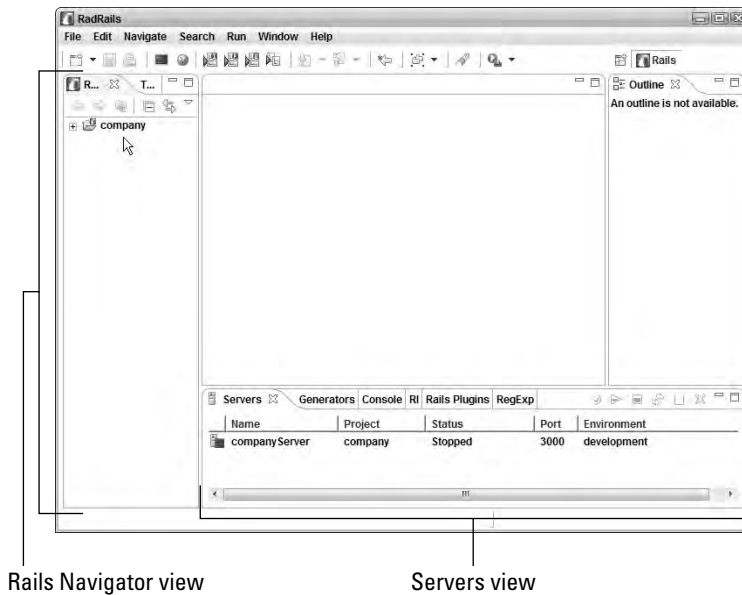 RadRails
File Edit Navigate Search Run Window Help
Rails
R... T...
Outline
An outline is not available.
company
Servers Generators Console RI Rails Plugins RegExp
Name Project Status Port Environment
companyServer company Stopped 3000 development
Rails Navigator view Servers view